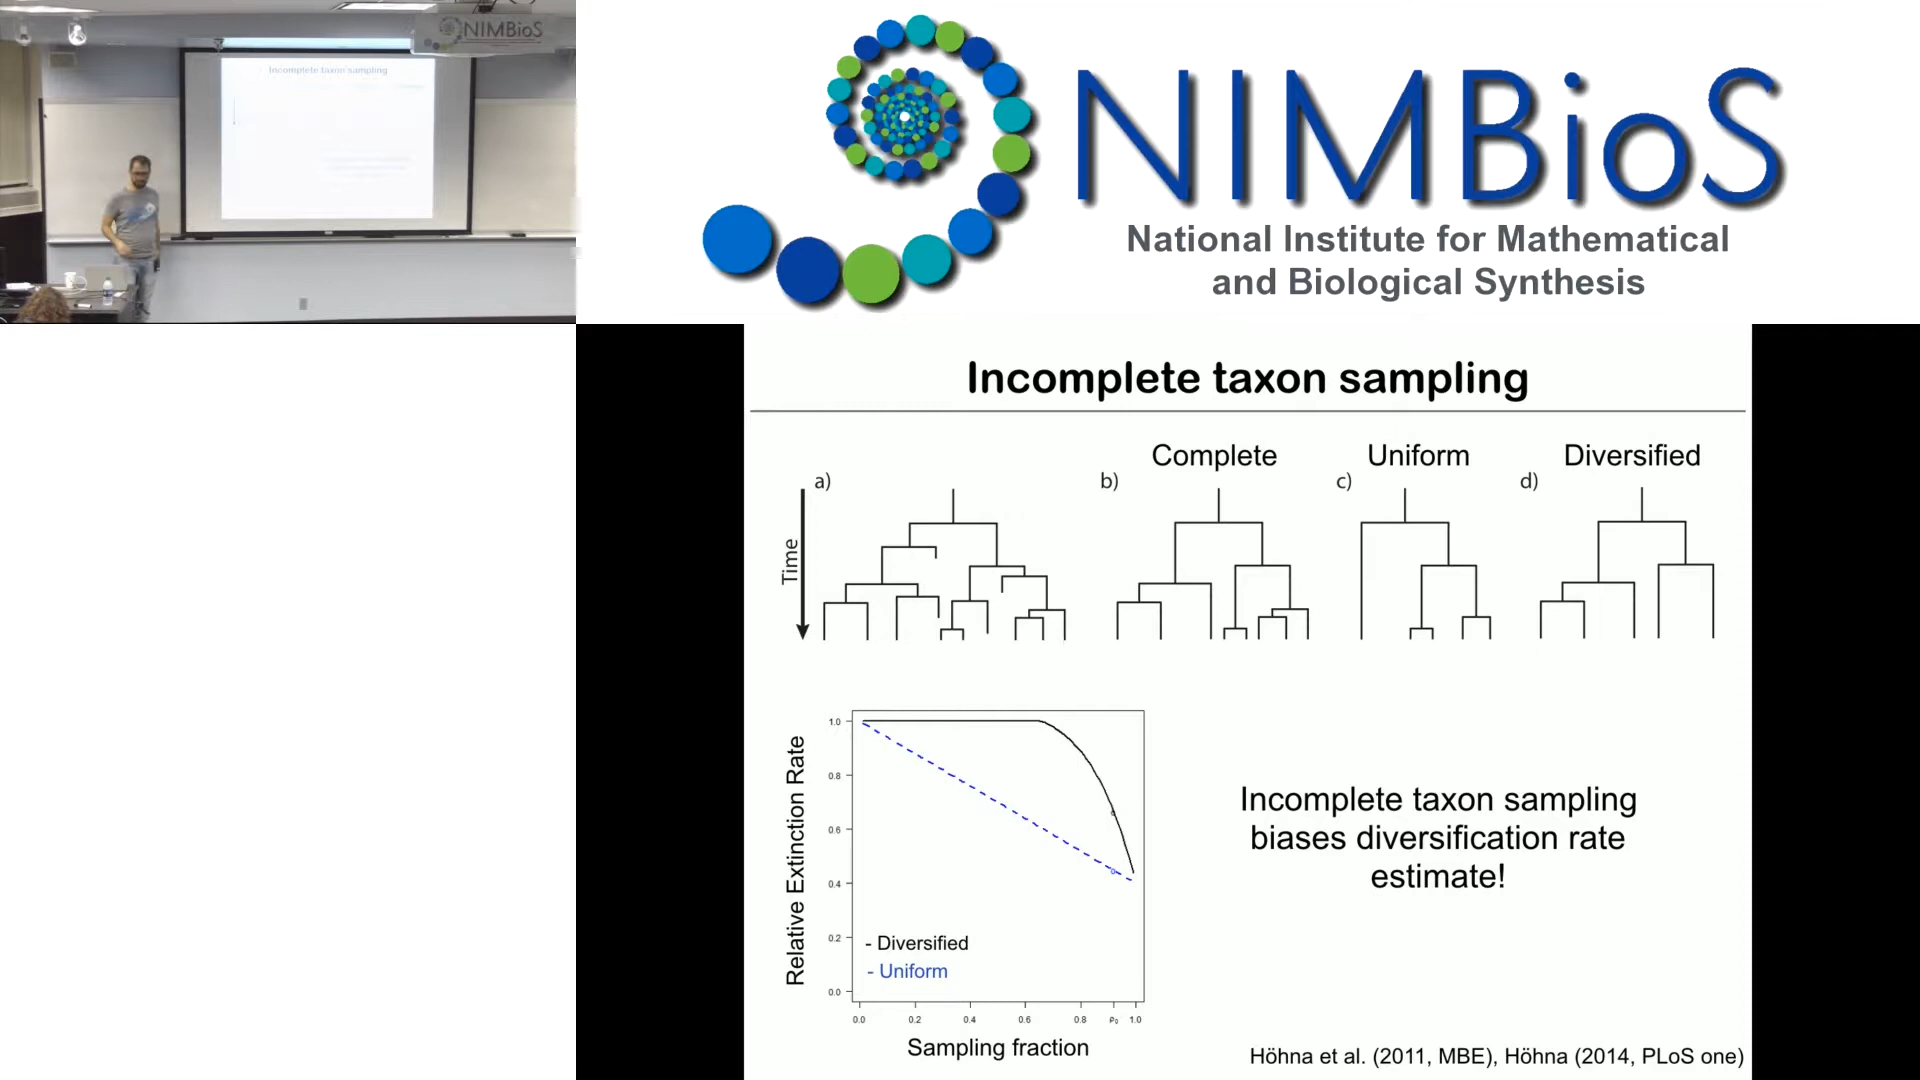 NIMBioS
Incomplete taxon sampling
NIMBioS
National Institute for Mathematical
and Biological Synthesis
Incomplete taxon sampling
Complete
Uniform
Diversified
a)
b)
c)
d)
Time
Relative Extinction Rate
1.0
0.8
0.6
0.4
0.2
0.0
- Diversified
- Uniform
0.0 0.2 0.4 0.6 0.8 ρ0 1.0
Sampling fraction
Incomplete taxon sampling
biases diversification rate
estimate!
Höhna et al. (2011, MBE), Höhna (2014, PLoS one)